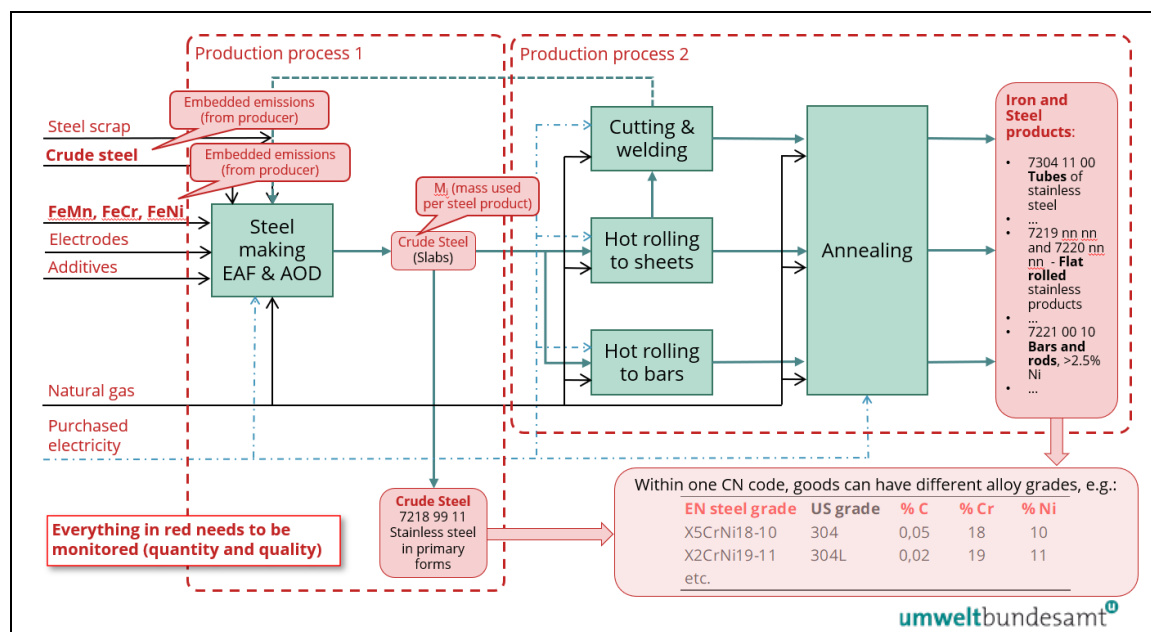 Production process 1
Production process 2
Embedded emissions
(from producer)
Steel scrap
Crude steel
Embedded emissions
(from producer)
FeMn, FeCr, FeNi
Electrodes
Additives
Steel
making
EAF & AOD
Mj (mass used
per steel product)
Crude Steel
(Slabs)
Cutting &
welding
Hot rolling
to sheets
Hot rolling
to bars
Annealing
Iron and
Steel
products:
• 7304 11 00
Tubes of
stainless
steel
• ...
• 7219 nn nn
and 7220 nn
nn - Flat
rolled
stainless
products
• ...
• 7221 00 10
Bars and
rods, >2.5%
Ni
• ...
Natural gas
Purchased
electricity
Crude Steel
7218 99 11
Stainless steel
in primary
forms
Everything in red needs to be
monitored (quantity and quality)
Within one CN code, goods can have different alloy grades, e.g.:
EN steel grade US grade % C % Cr % Ni
X5CrNi18-10 304 0,05 18 10
X2CrNi19-11 304L 0,02 19 11
etc.
umweltbundesamt u